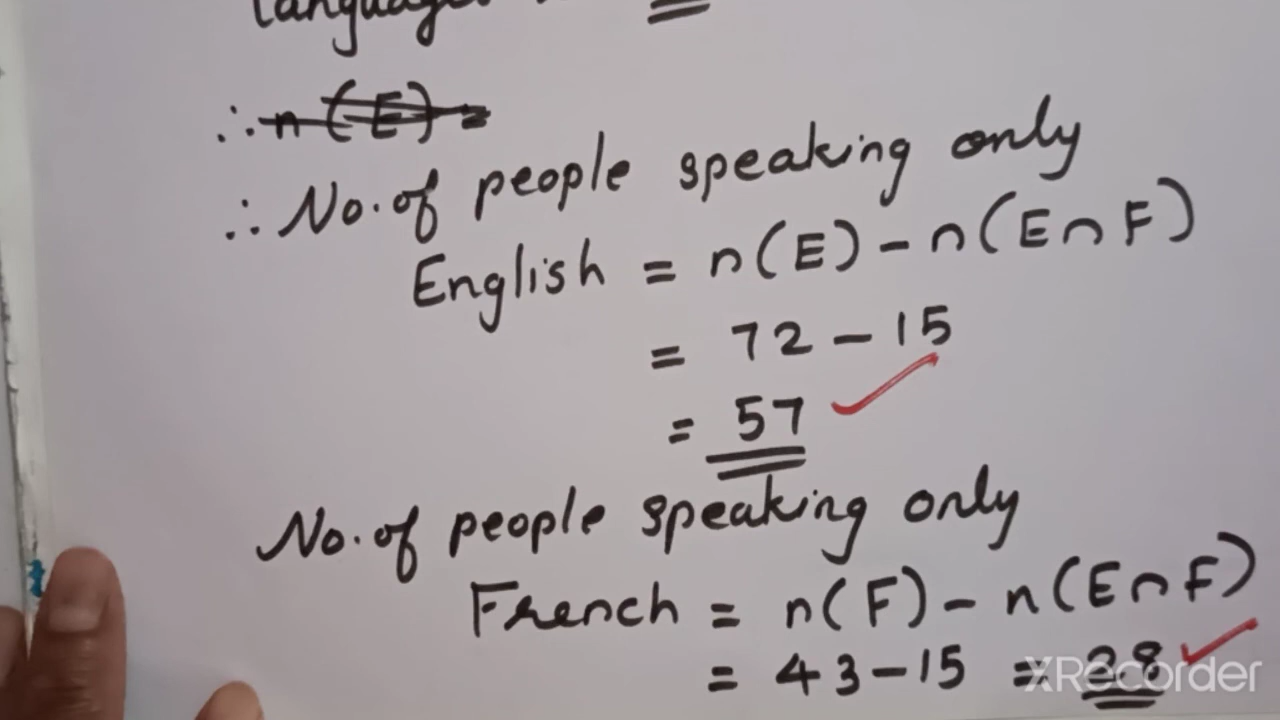 languages
∴ n(E) =
∴ No. of people speaking only
English = n(E) - n(E∩F)
= 72 - 15
= 57
No. of people speaking only
French = n(F) - n(E∩F)
= 43 - 15 = 28
XRecorder